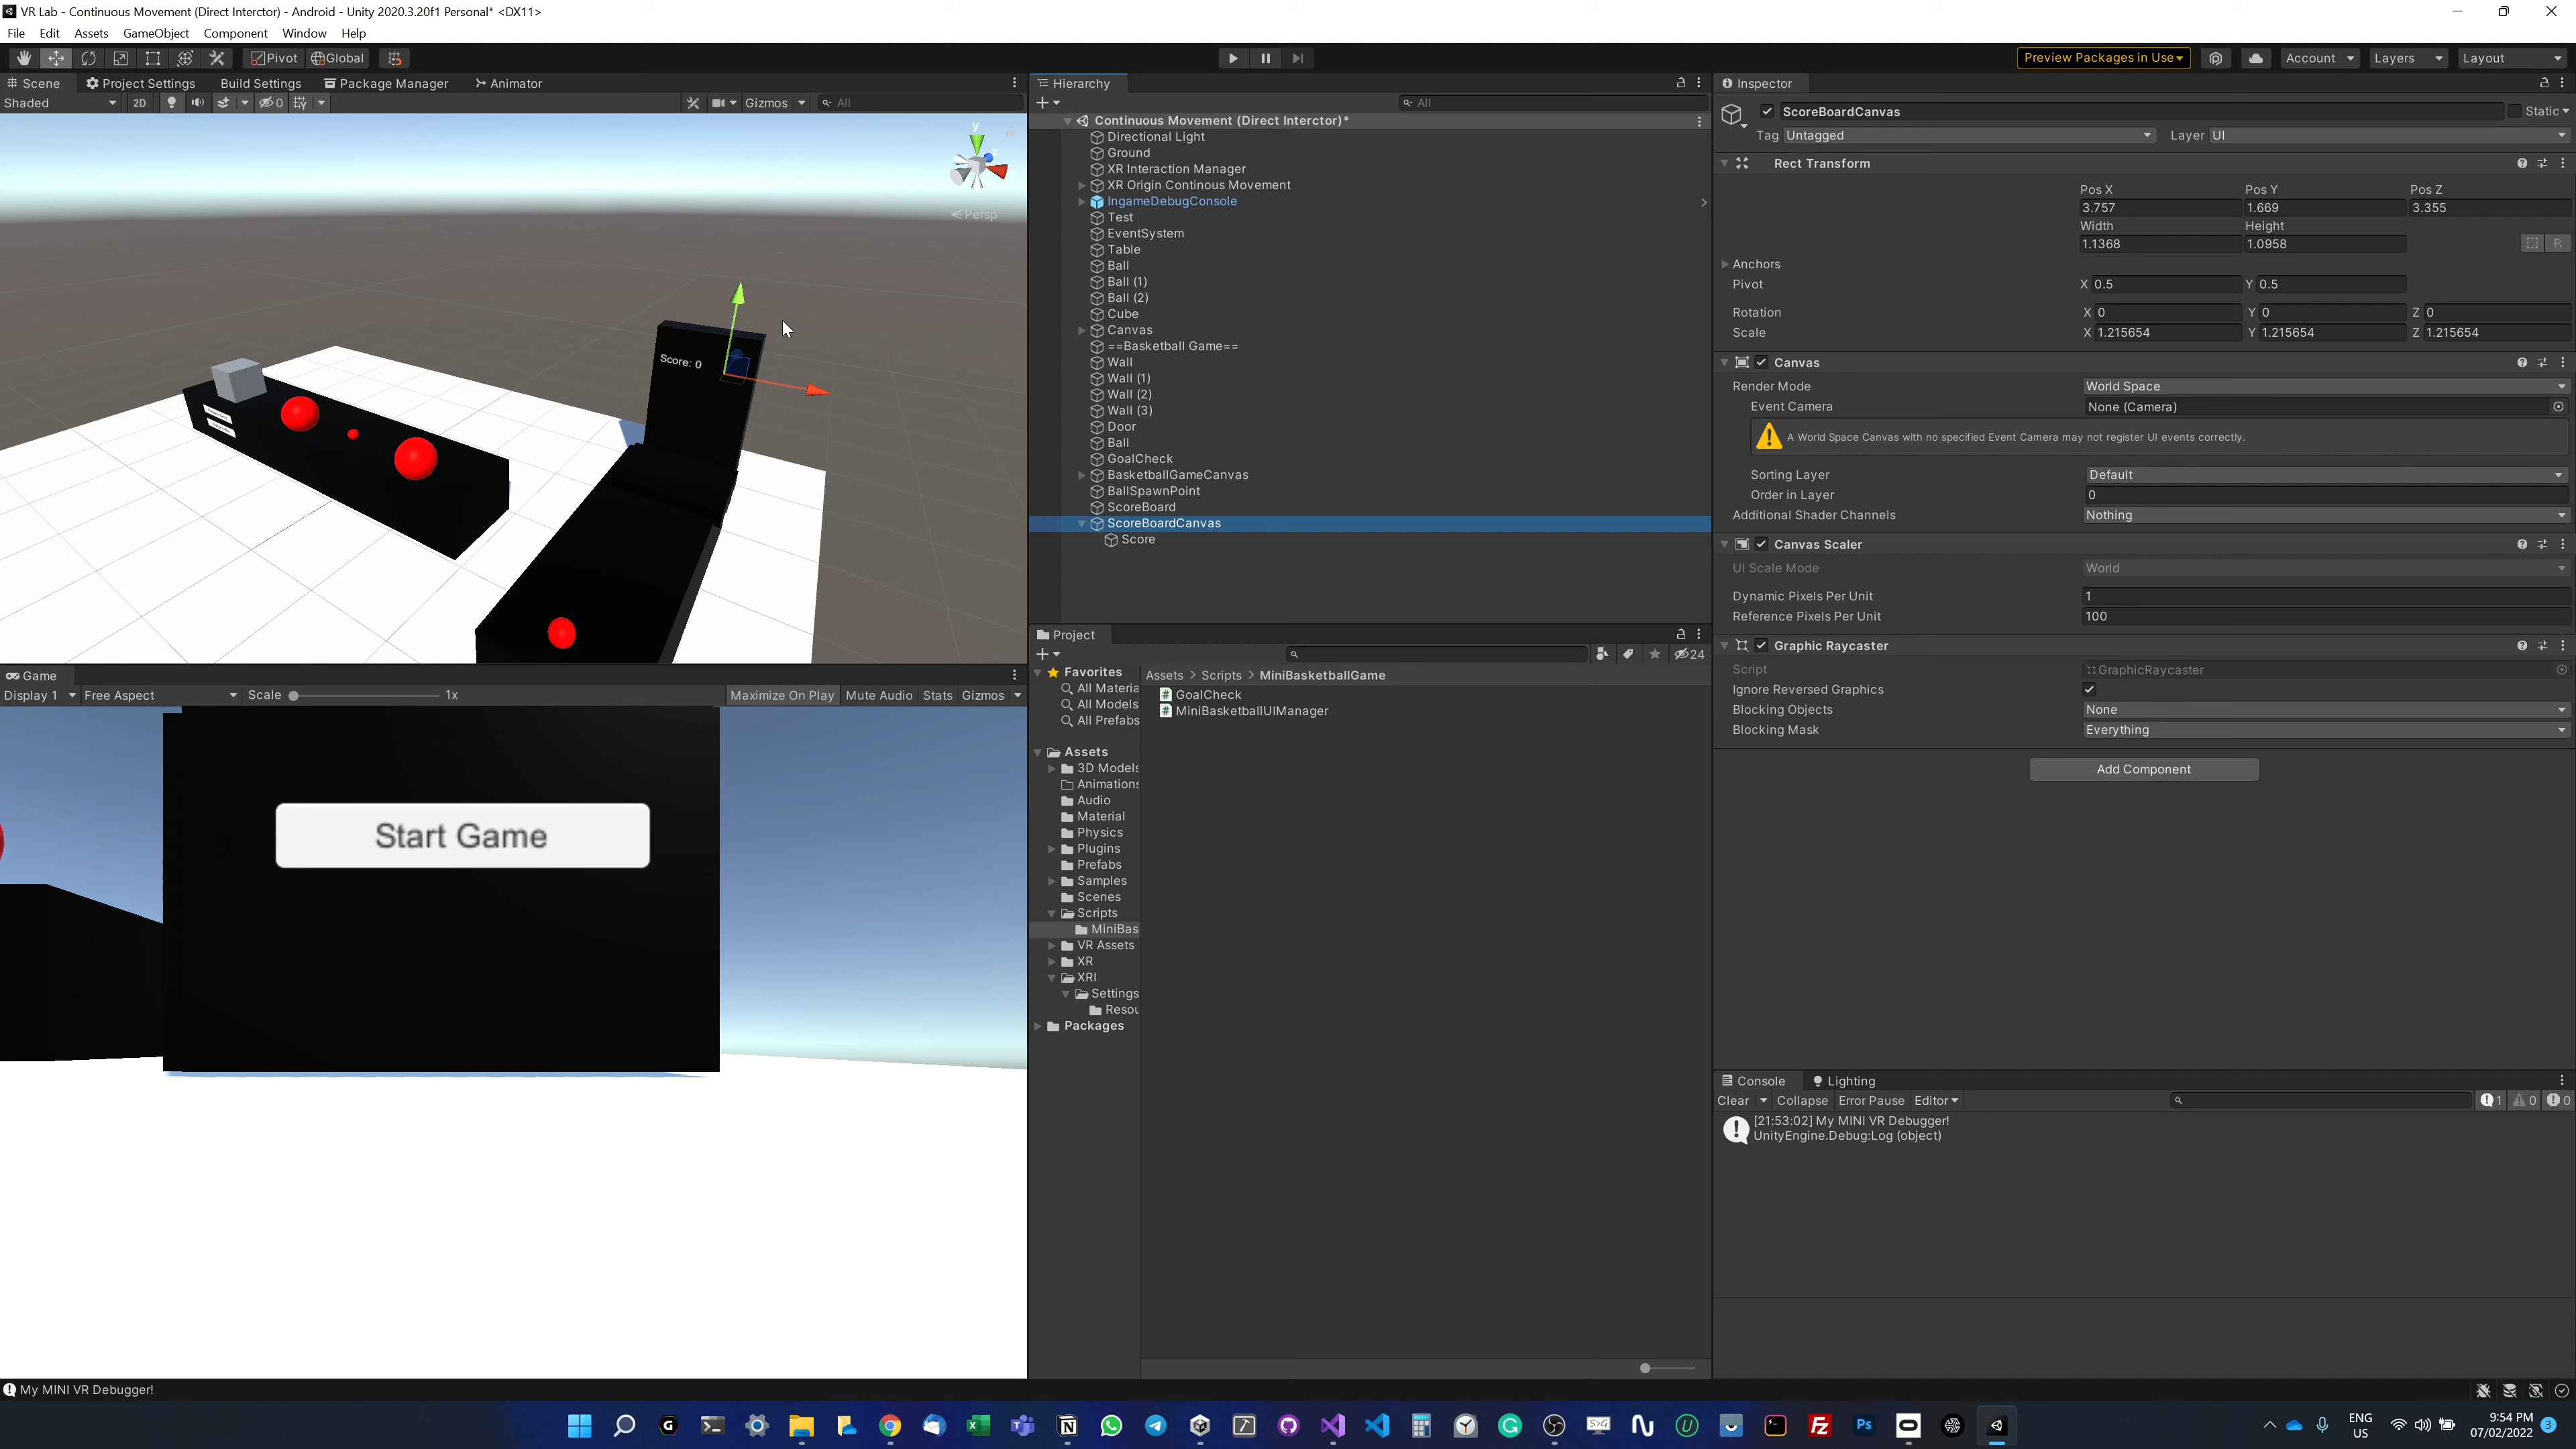 VR Lab - Continuous Movement (Direct Interctor) - Android - Unity 2020.3.20f1 Personal* <DX11>
File Edit Assets GameObject Component Window Help
Pivot Global
Preview Packages in Use
Account Layers Layout
Scene Project Settings Build Settings Package Manager Animator
Shaded 2D 0 Gizmos All
y
z
Persp
Score: 0
Game
Display 1 Free Aspect Scale 1x Maximize On Play Mute Audio Stats Gizmos
Start Game
Hierarchy
All
Continuous Movement (Direct Interctor)*
Directional Light
Ground
XR Interaction Manager
XR Origin Continous Movement
IngameDebugConsole
Test
EventSystem
Table
Ball
Ball (1)
Ball (2)
Cube
Canvas
==Basketball Game==
Wall
Wall (1)
Wall (2)
Wall (3)
Door
Ball
GoalCheck
BasketballGameCanvas
BallSpawnPoint
ScoreBoard
ScoreBoardCanvas
Score
Project
24
Favorites
All Materia
All Models
All Prefabs
Assets
3D Models
Animations
Audio
Material
Physics
Plugins
Prefabs
Samples
Scenes
Scripts
MiniBas
VR Assets
XR
XRI
Settings
Resou
Packages
Assets > Scripts > MiniBasketballGame
GoalCheck
MiniBasketballUIManager
Inspector
ScoreBoardCanvas Static
Tag Untagged Layer UI
Rect Transform
Pos X Pos Y Pos Z
3.757 1.669 3.355
Width Height
1.1368 1.0958 R
Anchors
Pivot X 0.5 Y 0.5
Rotation X 0 Y 0 Z 0
Scale X 1.215654 Y 1.215654 Z 1.215654
Canvas
Render Mode World Space
Event Camera None (Camera)
A World Space Canvas with no specified Event Camera may not register UI events correctly.
Sorting Layer Default
Order in Layer 0
Additional Shader Channels Nothing
Canvas Scaler
UI Scale Mode World
Dynamic Pixels Per Unit 1
Reference Pixels Per Unit 100
Graphic Raycaster
Script GraphicRaycaster
Ignore Reversed Graphics
Blocking Objects None
Blocking Mask Everything
Add Component
Console Lighting
Clear Collapse Error Pause Editor 1 0 0
[21:53:02] My MINI VR Debugger!
UnityEngine.Debug:Log (object)
My MINI VR Debugger!
ENG
US
9:54 PM
07/02/2022
3